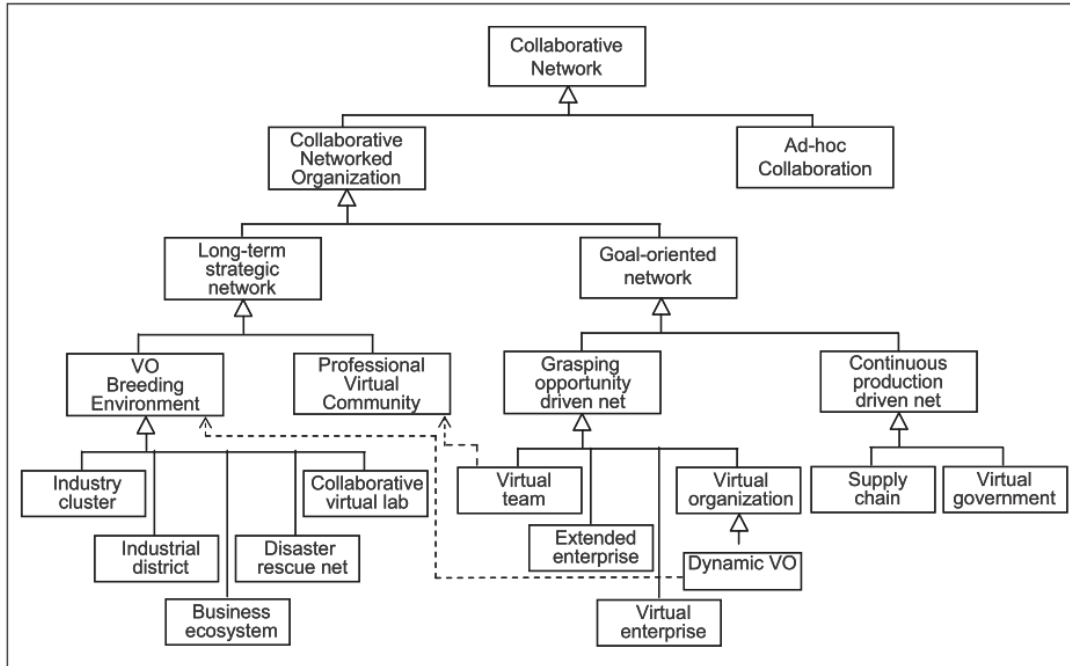 Collaborative
Network
Collaborative
Networked
Organization
Ad-hoc
Collaboration
Long-term
strategic
network
Goal-oriented
network
VO
Breeding
Environment
Professional
Virtual
Community
Grasping
opportunity
driven net
Continuous
production
driven net
Industry
cluster
Collaborative
virtual lab
Virtual
team
Virtual
organization
Supply
chain
Virtual
government
Industrial
district
Disaster
rescue net
Extended
enterprise
Dynamic VO
Business
ecosystem
Virtual
enterprise